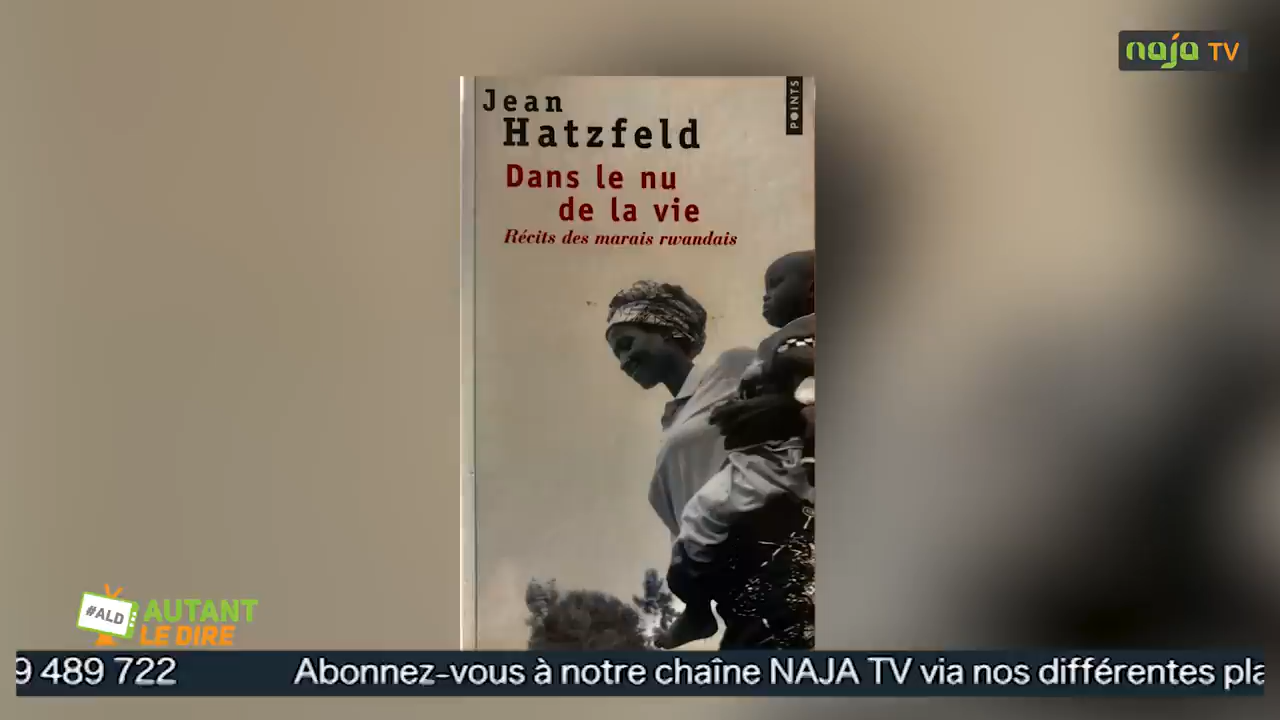 naja TV
POINTS
Jean
Hatzfeld
Dans le nu
de la vie
Récits des marais rwandais
#ALD
AUTANT
LE DIRE
9 489 722 Abonnez-vous à notre chaîne NAJA TV via nos différentes pla